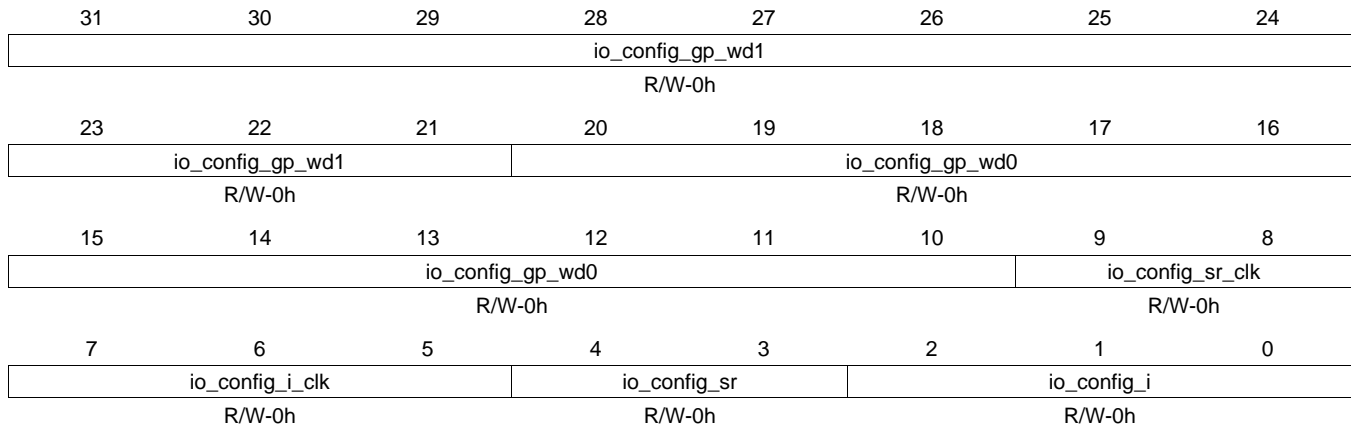 31 30 29 28 27 26 25 24
io_config_gp_wd1
R/W-0h
23 22 21 20 19 18 17 16
io_config_gp_wd1 io_config_gp_wd0
R/W-0h R/W-0h
15 14 13 12 11 10 9 8
io_config_gp_wd0 io_config_sr_clk
R/W-0h R/W-0h
7 6 5 4 3 2 1 0
io_config_i_clk io_config_sr io_config_i
R/W-0h R/W-0h R/W-0h